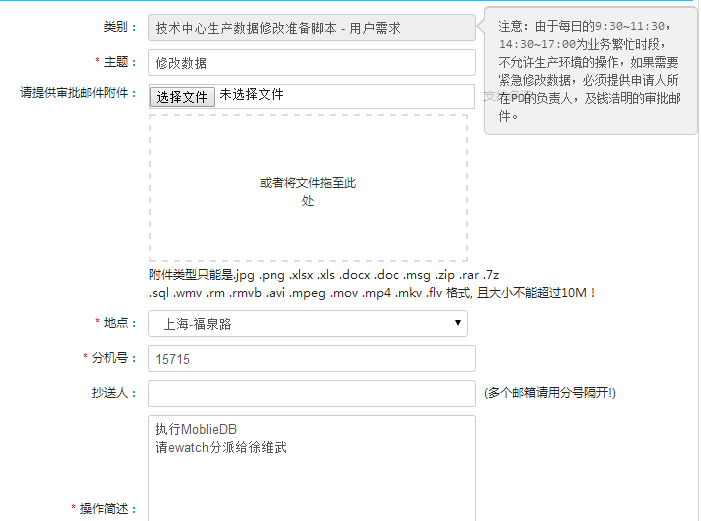 类别：
技术中心生产数据修改准备脚本 - 用户需求
注意：由于每日的9:30~11:30，
14:30~17:00为业务繁忙时段，
不允许生产环境的操作，如果需要
紧急修改数据，必须提供申请人所
在PD的负责人，及钱浩明的审批邮
件。
* 主题：
修改数据
请提供审批邮件附件：
选择文件 未选择文件
或者将文件拖至此
处
附件类型只能是.jpg .png .xlsx .xls .docx .doc .msg .zip .rar .7z
.sql .wmv .rm .rmvb .avi .mpeg .mov .mp4 .mkv .flv 格式, 且大小不能超过10M！
* 地点：
上海-福泉路
* 分机号：
15715
抄送人：
(多个邮箱请用分号隔开!)
执行MoblieDB
请ewatch分派给徐维武
* 操作简述：